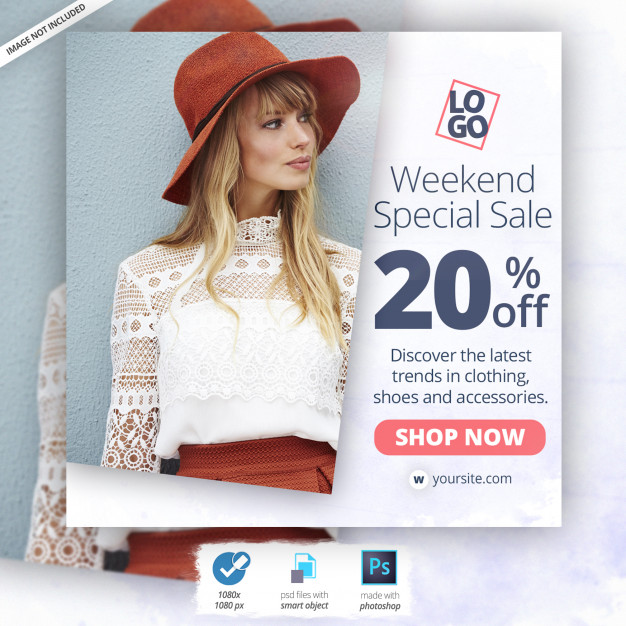 IMAGE NOT INCLUDED
LO
GO
Weekend
Special Sale
20%
off
Discover the latest
trends in clothing,
shoes and accessories.
SHOP NOW
w yoursite.com
1080x
1080 px
psd files with
smart object
Ps
made with
photoshop